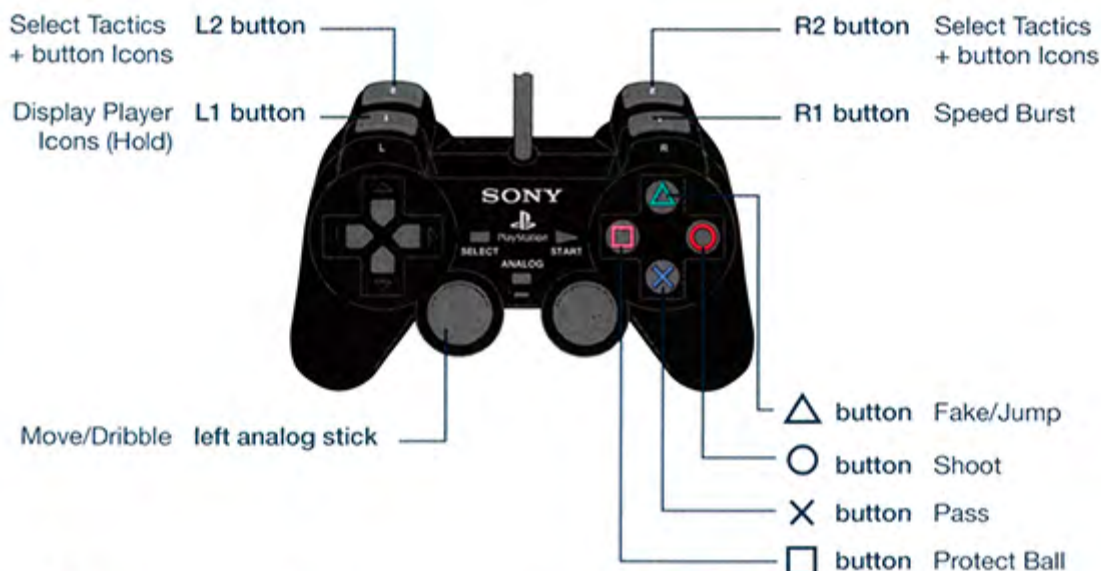 Select Tactics L2 button
+ button Icons
R2 button Select Tactics
+ button Icons
Display Player L1 button
Icons (Hold)
R1 button Speed Burst
L
R
SONY
PlayStation
SELECT START
ANALOG
Move/Dribble left analog stick
button Fake/Jump
button Shoot
button Pass
button Protect Ball